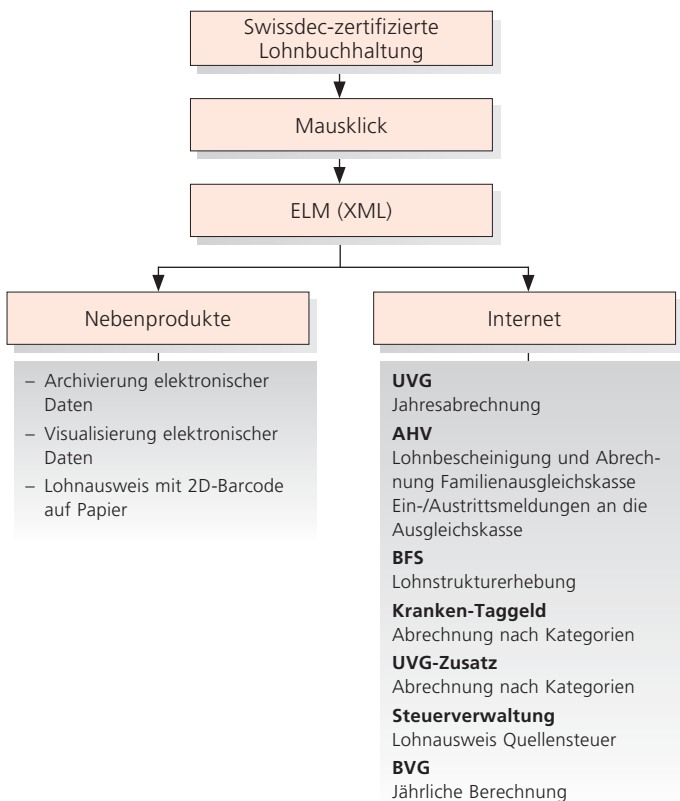 Swissdec-zertifizierte
Lohnbuchhaltung
Mausklick
ELM (XML)
Nebenprodukte
– Archivierung elektronischer
Daten
– Visualisierung elektronischer
Daten
– Lohnausweis mit 2D-Barcode
auf Papier
Internet
UVG
Jahresabrechnung
AHV
Lohnbescheinigung und Abrech-
nung Familienausgleichskasse
Ein-/Austrittsmeldungen an die
Ausgleichskasse
BFS
Lohnstrukturerhebung
Kranken-Taggeld
Abrechnung nach Kategorien
UVG-Zusatz
Abrechnung nach Kategorien
Steuerverwaltung
Lohnausweis Quellensteuer
BVG
Jährliche Berechnung